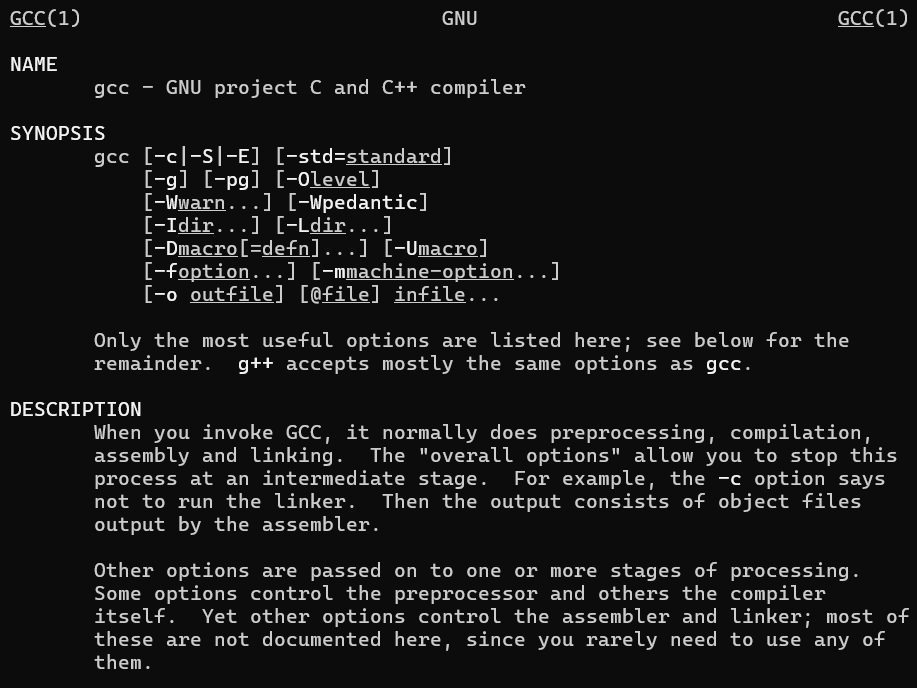 GCC(1) GNU GCC(1)
NAME
gcc - GNU project C and C++ compiler
SYNOPSIS
gcc [-c|-S|-E] [-std=standard]
[-g] [-pg] [-Olevel]
[-Wwarn...] [-Wpedantic]
[-Idir...] [-Ldir...]
[-Dmacro[=defn]...] [-Umacro]
[-foption...] [-mmachine-option...]
[-o outfile] [@file] infile...
Only the most useful options are listed here; see below for the
remainder.  g++ accepts mostly the same options as gcc.
DESCRIPTION
When you invoke GCC, it normally does preprocessing, compilation,
assembly and linking.  The "overall options" allow you to stop this
process at an intermediate stage.  For example, the -c option says
not to run the linker.  Then the output consists of object files
output by the assembler.
Other options are passed on to one or more stages of processing.
Some options control the preprocessor and others the compiler
itself.  Yet other options control the assembler and linker; most of
these are not documented here, since you rarely need to use any of
them.